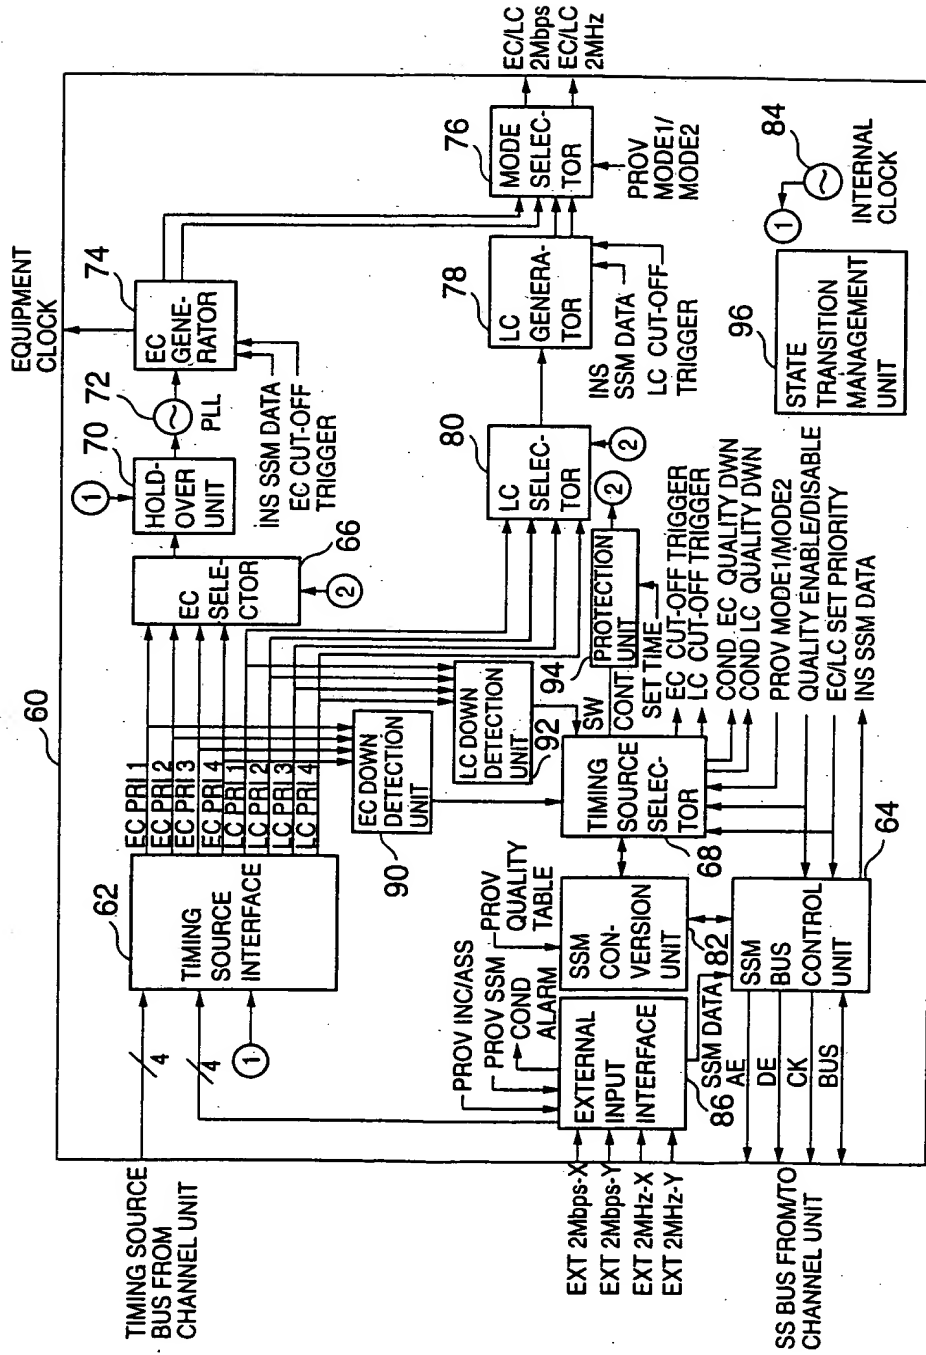 60
TIMING SOURCE
BUS FROM
CHANNEL UNIT
4
4
1
62
TIMING
SOURCE
INTERFACE
EC PRI 1
EC PRI 2
EC PRI 3
EC PRI 4
LC PRI 1
LC PRI 2
LC PRI 3
LC PRI 4
EC
SELE-
CTOR
66
2
1
70
HOLD-
OVER
UNIT
72
PLL
74
EC
GENE-
RATOR
EQUIPMENT
CLOCK
INS SSM DATA
EC CUT-OFF
TRIGGER
EC DOWN
DETECTION
UNIT
90
LC DOWN
DETECTION
UNIT
92
94
PROTECTION
UNIT
2
SW
CONT
SET TIME
80
LC
SELEC-
TOR
2
78
LC
GENERA-
TOR
INS
SSM DATA
LC CUT-OFF
TRIGGER
76
MODE
SELEC-
TOR
PROV
MODE1/
MODE2
EC/LC
2Mbps
EC/LC
2MHz
TIMING
SOURCE
SELEC-
TOR
68
EC CUT-OFF TRIGGER
LC CUT-OFF TRIGGER
COND EC QUALITY DWN
COND LC QUALITY DWN
PROV MODE1/MODE2
QUALITY ENABLE/DISABLE
EC/LC SET PRIORITY
INS SSM DATA
96
STATE
TRANSITION
MANAGEMENT
UNIT
1
84
INTERNAL
CLOCK
PROV INC/ASS
PROV SSM
COND
ALARM
PROV
QUALITY
TABLE
EXTERNAL
INPUT
INTERFACE
86
SSM
CON-
VERSION
UNIT
82
SSM DATA
64
SSM
BUS
CONTROL
UNIT
AE
DE
CK
BUS
EXT 2Mbps-X
EXT 2Mbps-Y
EXT 2MHz-X
EXT 2MHz-Y
SS BUS FROM/TO
CHANNEL UNIT